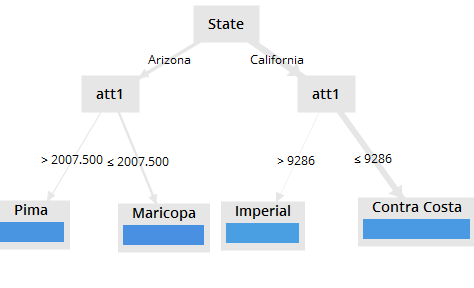 State
Arizona
California
att1
att1
> 2007.500
≤ 2007.500
> 9286
≤ 9286
Pima
Maricopa
Imperial
Contra Costa